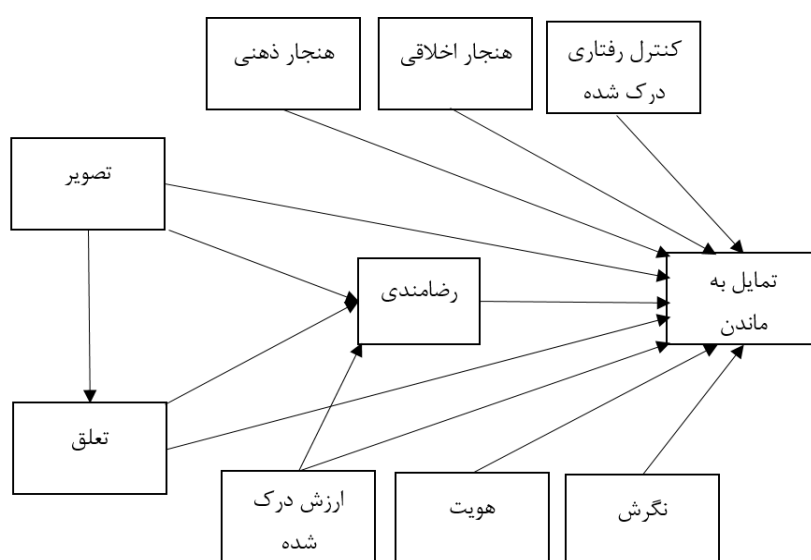 کنترل رفتاری
درک شده
هنجار اخلاقی
هنجار ذهنی
تصویر
رضامندی
تمایل به
ماندن
تعلق
ارزش درک
شده
هویت
نگرش